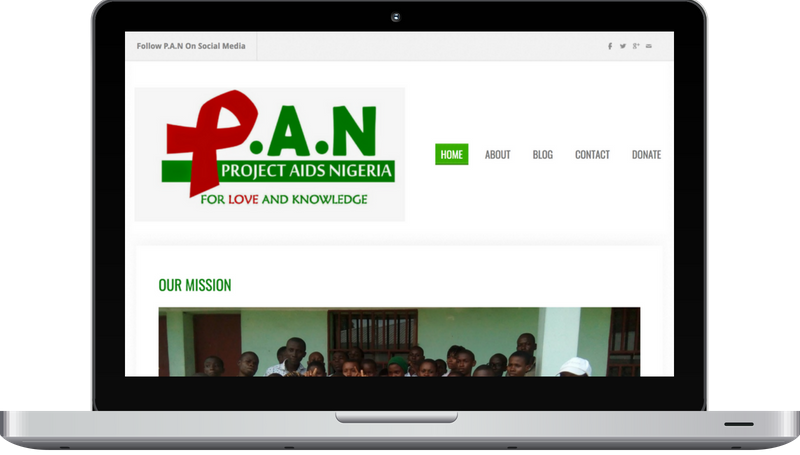 Follow P.A.N On Social Media
P.A.N
PROJECT AIDS NIGERIA
FOR LOVE AND KNOWLEDGE
HOME ABOUT BLOG CONTACT DONATE
OUR MISSION